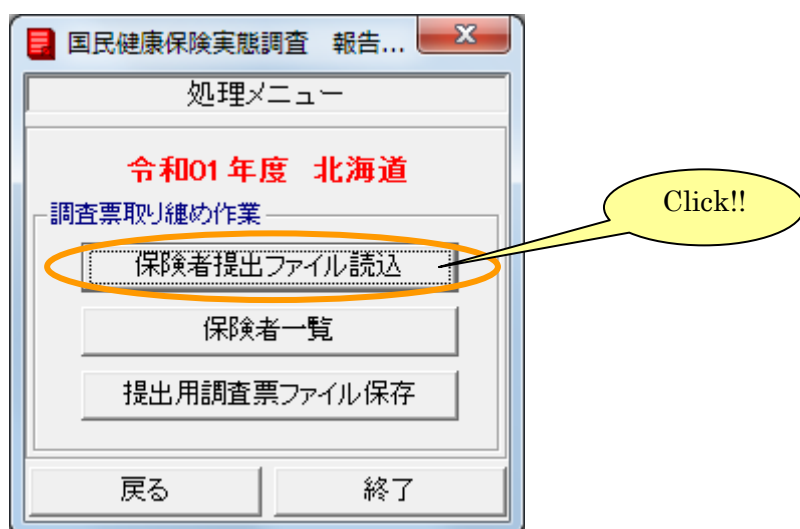 国民健康保険実態調査 報告...
処理メニュー
令和01年度 北海道
調査票取り纏め作業
Click!!
保険者提出ファイル読込
保険者一覧
提出用調査票ファイル保存
戻る
終了